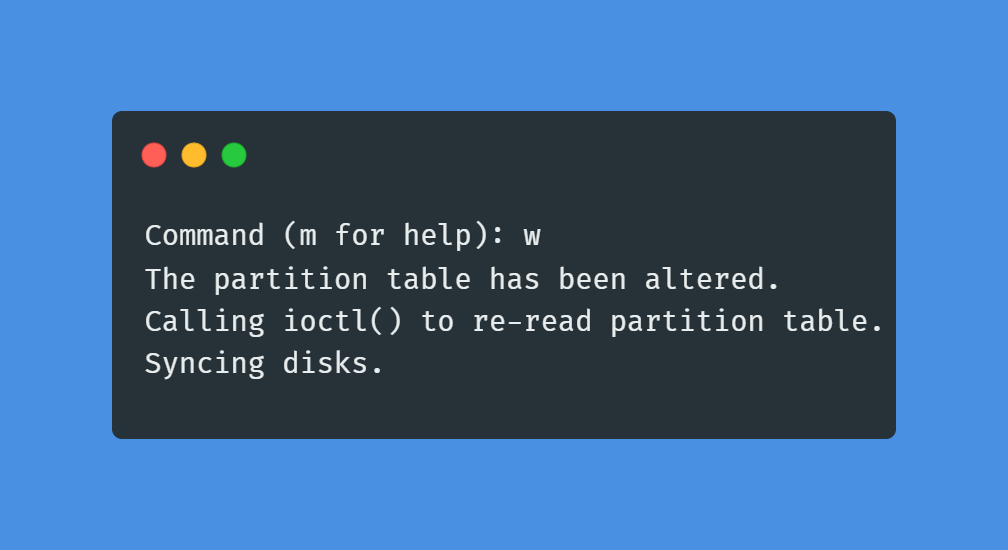 Command (m for help): w
The partition table has been altered.
Calling ioctl() to re-read partition table.
Syncing disks.